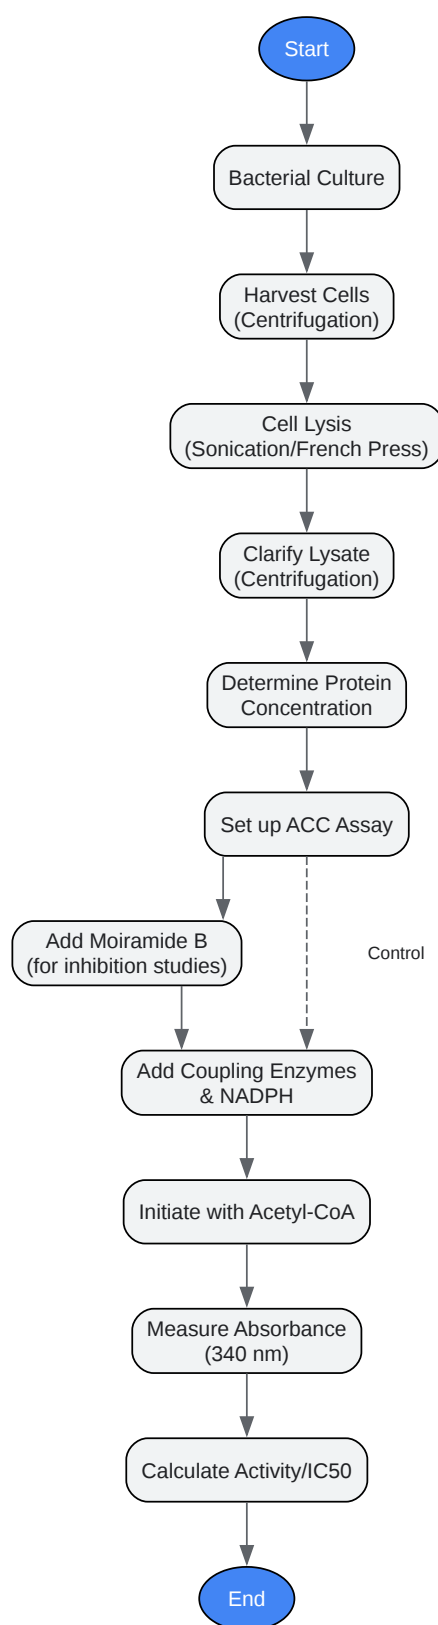 Start
Bacterial Culture
Harvest Cells
(Centrifugation)
Cell Lysis
(Sonication/French Press)
Clarify Lysate
(Centrifugation)
Determine Protein
Concentration
Set up ACC Assay
Add Moiramide B
(for inhibition studies)
Control
Add Coupling Enzymes
& NADPH
Initiate with Acetyl-CoA
Measure Absorbance
(340 nm)
Calculate Activity/IC50
End